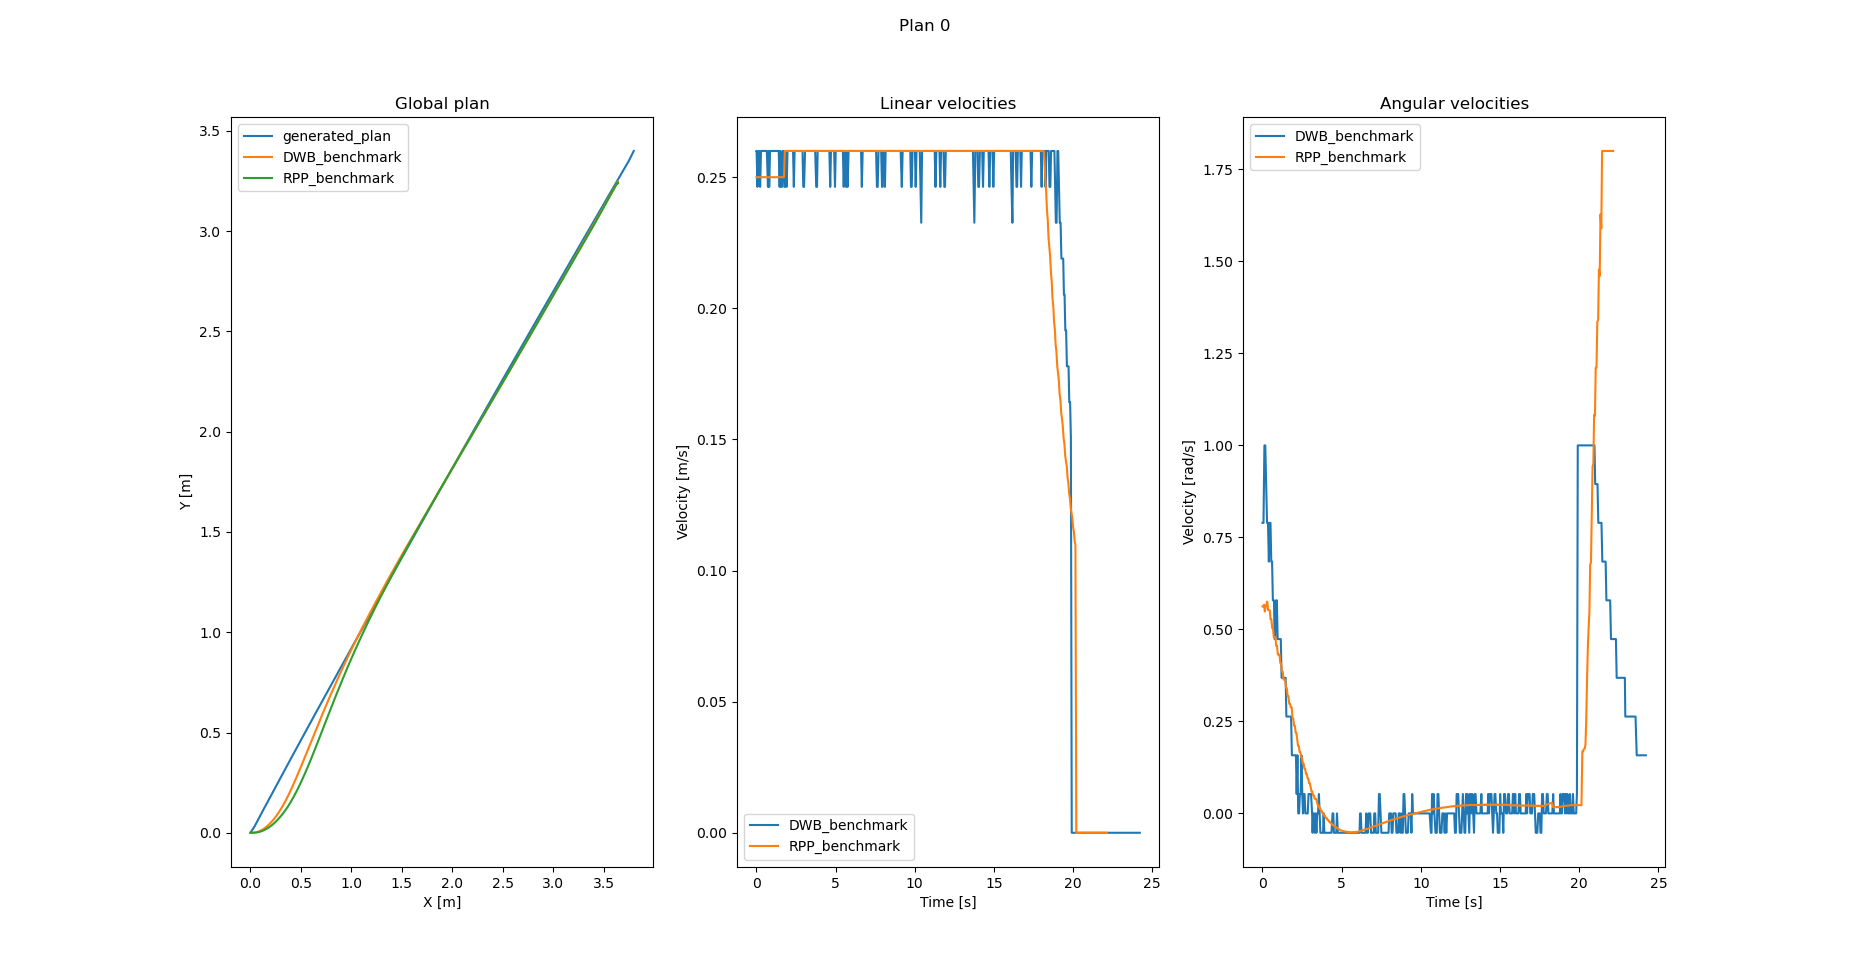 Plan 0
Global plan
generated_plan
DWB_benchmark
RPP_benchmark
3.5
3.0
2.5
2.0
1.5
1.0
0.5
0.0
Y [m]
0.0 0.5 1.0 1.5 2.0 2.5 3.0 3.5
X [m]
Linear velocities
0.25
0.20
0.15
0.10
0.05
0.00
Velocity [m/s]
DWB_benchmark
RPP_benchmark
0 5 10 15 20 25
Time [s]
Angular velocities
DWB_benchmark
RPP_benchmark
1.75
1.50
1.25
1.00
0.75
0.50
0.25
0.00
Velocity [rad/s]
0 5 10 15 20 25
Time [s]